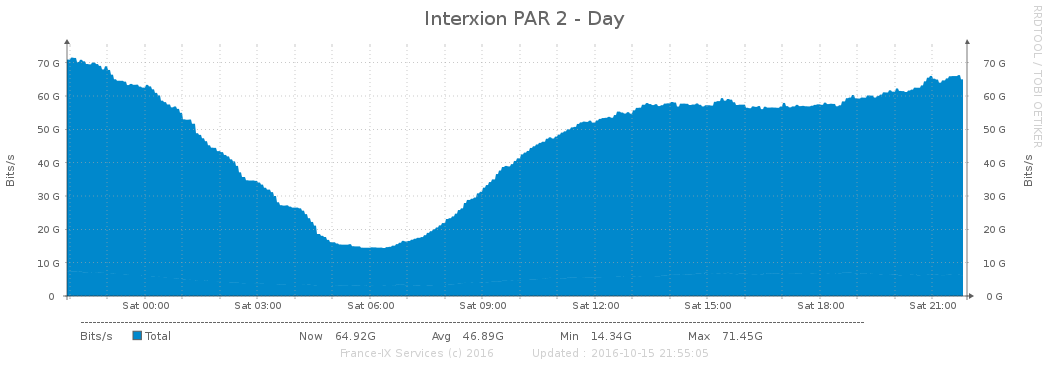 Interxion PAR 2 - Day
RRDTOOL / TOBI OETIKER
Bits/s
70 G
60 G
50 G
40 G
30 G
20 G
10 G
0
70 G
60 G
50 G
40 G
30 G
20 G
10 G
0 G
Bits/s
Sat 00:00 Sat 03:00 Sat 06:00 Sat 09:00 Sat 12:00 Sat 15:00 Sat 18:00 Sat 21:00
Bits/s Total Now 64.92G Avg 46.89G Min 14.34G Max 71.45G
France-IX Services (c) 2016 Updated : 2016-10-15 21:55:05